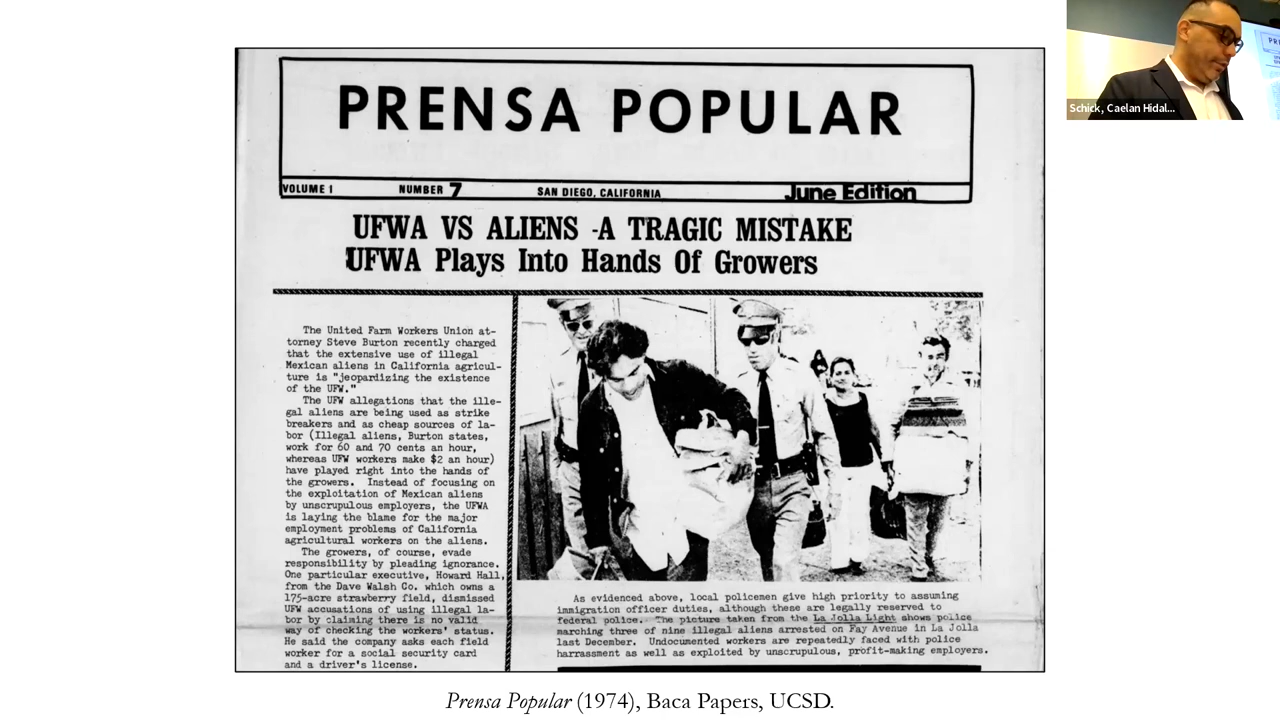 PRENSA POPULAR
VOLUME 1 NUMBER 7 SAN DIEGO, CALIFORNIA June Edition
UFWA VS ALIENS -A TRAGIC MISTAKE
UFWA Plays Into Hands Of Growers
The United Farm Workers Union at-
torney Steve Burton recently charged
that the extensive use of illegal
Mexican aliens in California agricul-
ture is "jeopardizing the existence
of the UFW."
The UFW allegations that the ille-
gal aliens are being used as strike
breakers and as cheap sources of la-
bor (Illegal aliens, Burton states,
work for 60 and 70 cents an hour,
whereas UFW workers make $2 an hour)
have played right into the hands of
the growers. Instead of focusing on
the exploitation of Mexican aliens
by unscrupulous employers, the UFWA
is laying the blame for the major
employment problems of California
agricultural workers on the aliens.
The growers, of course, evade
responsibility by pleading ignorance.
One particular executive, Howard Hall,
from the Dave Walsh Co. which owns a
175-acre strawberry field, dismissed
UFW accusations of using illegal la-
bor by claiming there is no valid
way of checking the workers' status.
He said the company asks each field
worker for a social security card
and a driver's license.
As evidenced above, local policemen give high priority to assuming
immigration officer duties, although these are legally reserved to
federal police. The picture taken from the La Jolla Light shows police
marching three of nine illegal aliens arrested on Fay Avenue in La Jolla
last December. Undocumented workers are repeatedly faced with police
harrassment as well as exploited by unscrupulous, profit-making employers.
Prensa Popular (1974), Baca Papers, UCSD.
Schick, Caelan Hidal...